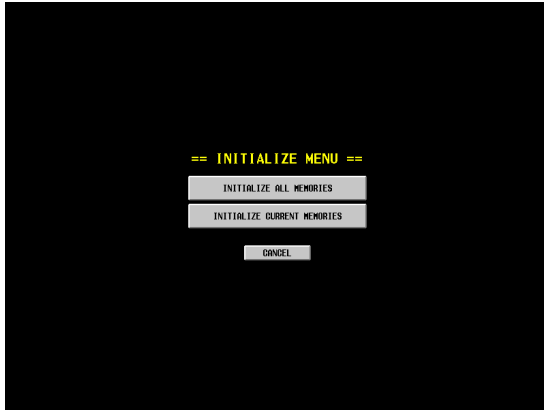 == INITIALIZE MENU ==
INITIALIZE ALL MEMORIES
INITIALIZE CURRENT MEMORIES
CANCEL